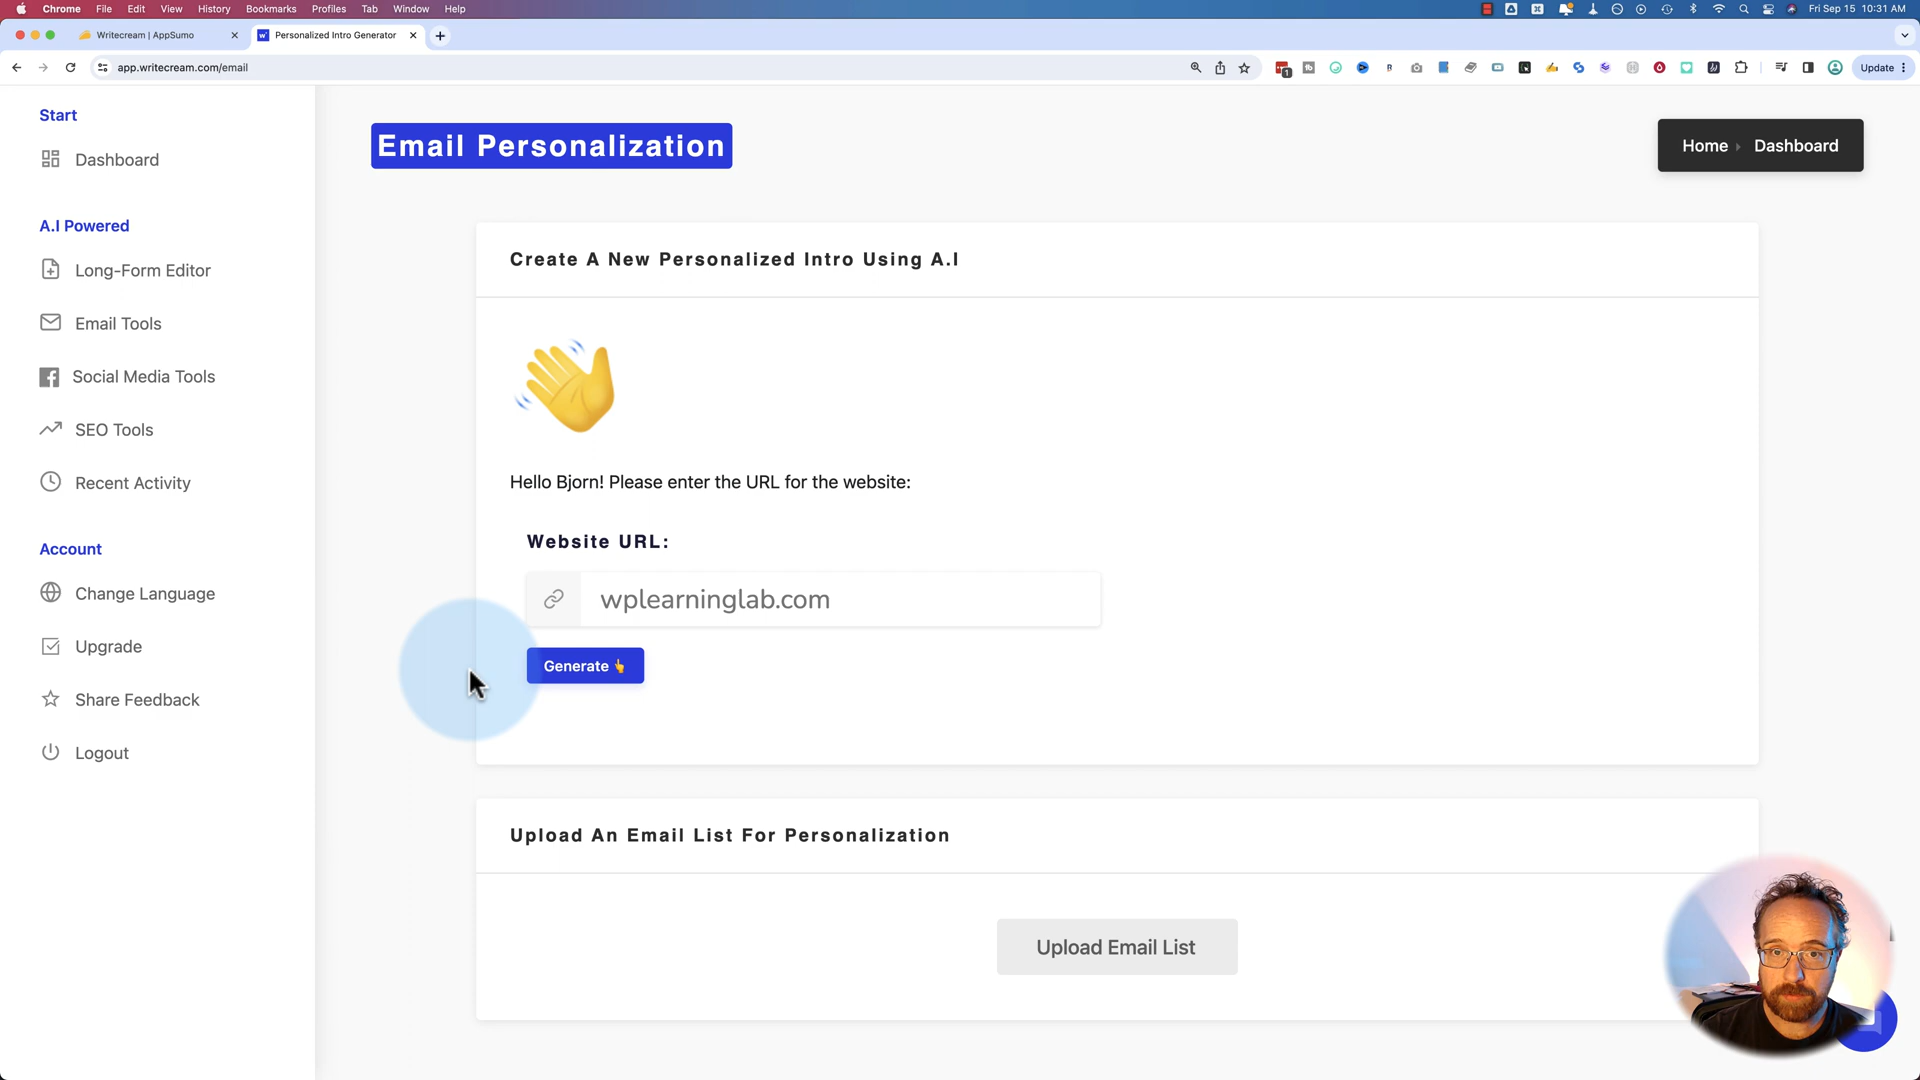 Chrome File Edit View History Bookmarks Profiles Tab Window Help
Fri Sep 15 10:31 AM
Writecream | AppSumo
Personalized Intro Generator
app.writecream.com/email
1
Update
Start
Dashboard
A.I Powered
Long-Form Editor
Email Tools
Social Media Tools
SEO Tools
Recent Activity
Account
Change Language
Upgrade
Share Feedback
Logout
Email Personalization
Home Dashboard
Create A New Personalized Intro Using A.I
Hello Bjorn! Please enter the URL for the website:
Website URL:
wplearninglab.com
Generate
Upload An Email List For Personalization
Upload Email List